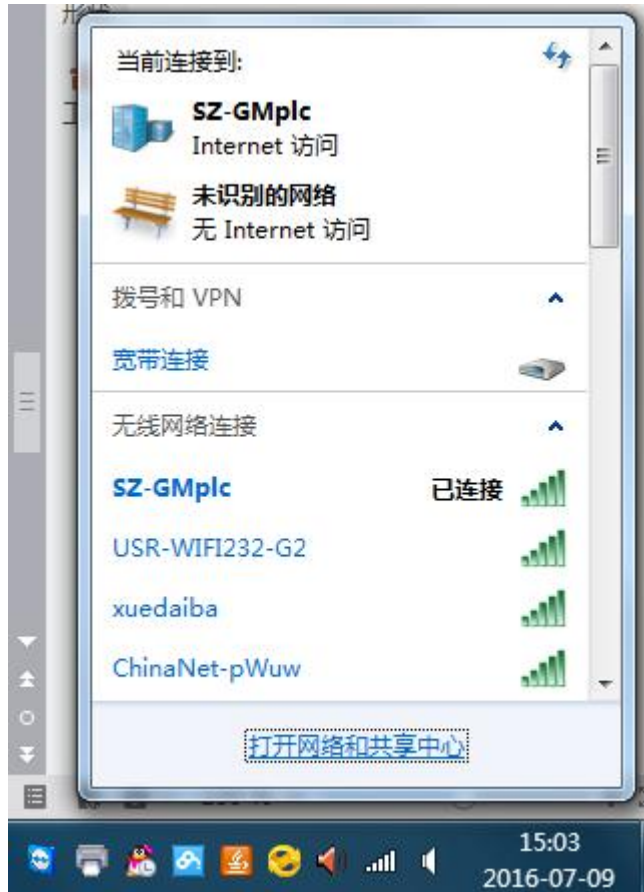 当前连接到:
SZ-GMplc
Internet 访问
未识别的网络
无 Internet 访问
拨号和 VPN
宽带连接
无线网络连接
SZ-GMplc 已连接
USR-WIFI232-G2
xuedaiba
ChinaNet-pWuw
打开网络和共享中心
15:03
2016-07-09